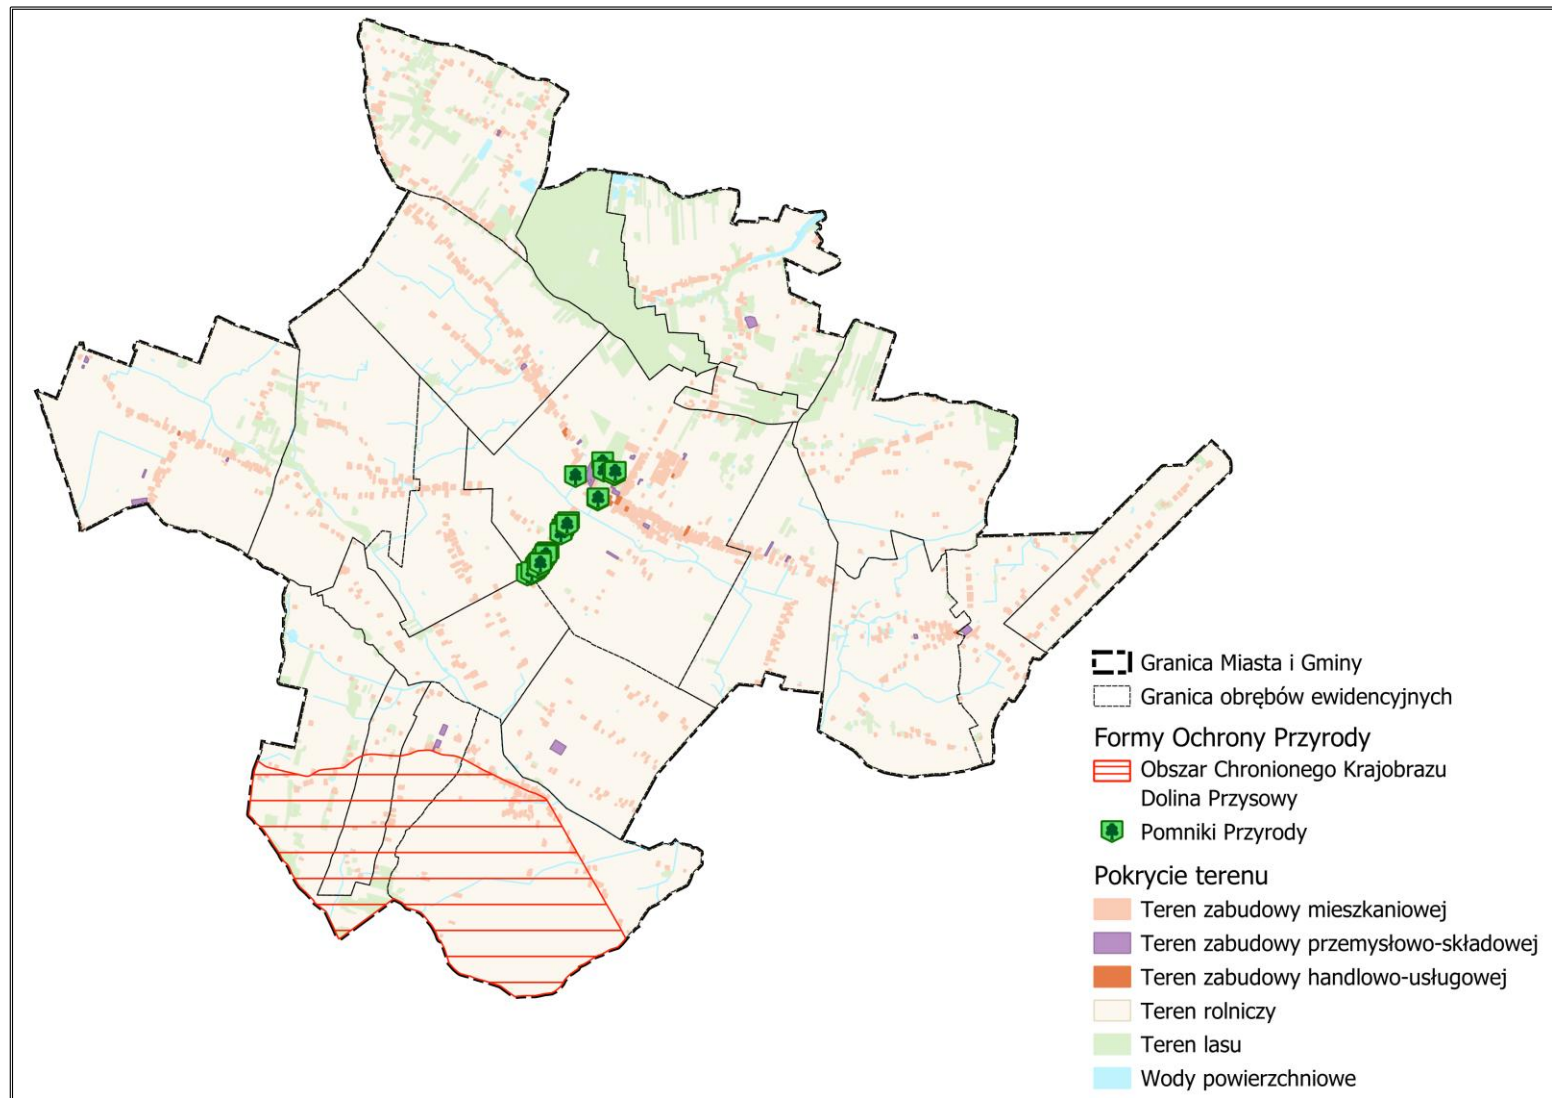 Granica Miasta i Gminy
Granica obrębów ewidencyjnych
Formy Ochrony Przyrody
Obszar Chronionego Krajobrazu
Dolina Przysowy
Pomniki Przyrody
Pokrycie terenu
Teren zabudowy mieszkaniowej
Teren zabudowy przemysłowo-składowej
Teren zabudowy handlowo-usługowej
Teren rolniczy
Teren lasu
Wody powierzchniowe